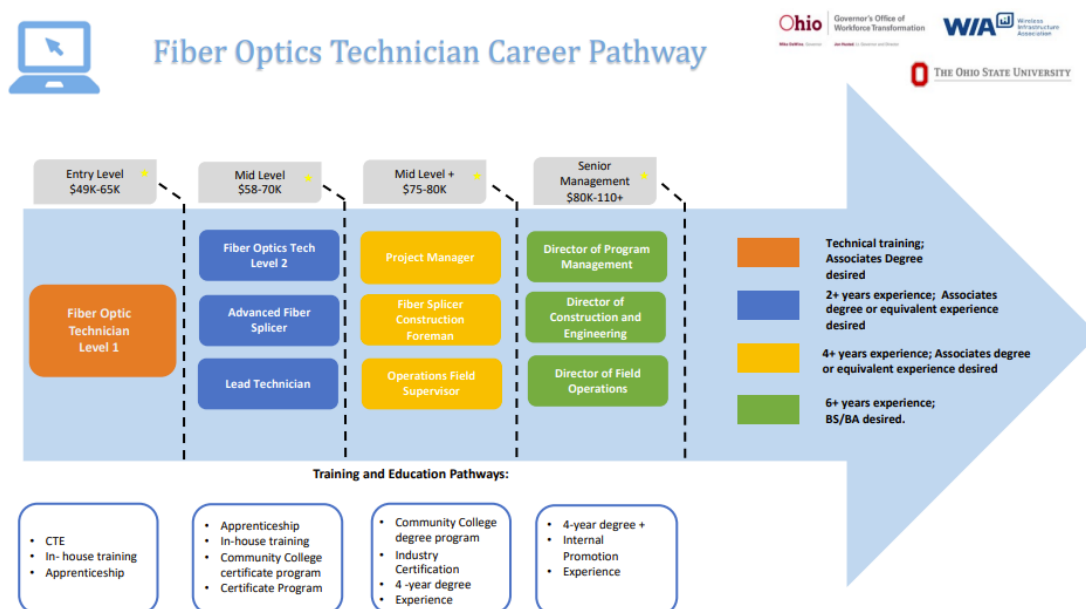 Fiber Optics Technician Career Pathway
Ohio
Governor's Office of
Workforce Transformation
Mike DeWine, Governor
WIA
Wireless
Infrastructure
Association
THE OHIO STATE UNIVERSITY
Entry Level
$49K-65K
Mid Level
$58-70K
Mid Level +
$75-80K
Senior
Management
$80K-110+
Fiber Optic
Technician
Level 1
Fiber Optics Tech
Level 2
Advanced Fiber
Splicer
Lead Technician
Project Manager
Fiber Splicer
Construction
Foreman
Operations Field
Supervisor
Director of Program
Management
Director of
Construction and
Engineering
Director of Field
Operations
Technical training;
Associates Degree
desired
2+ years experience; Associates
degree or equivalent experience
desired
4+ years experience; Associates degree
or equivalent experience desired
6+ years experience;
BS/BA desired.
Training and Education Pathways:
• CTE
• In- house training
• Apprenticeship
• Apprenticeship
• In-house training
• Community College
certificate program
• Certificate Program
• Community College
degree program
• Industry
Certification
• 4 -year degree
• Experience
• 4-year degree +
• Internal
Promotion
• Experience